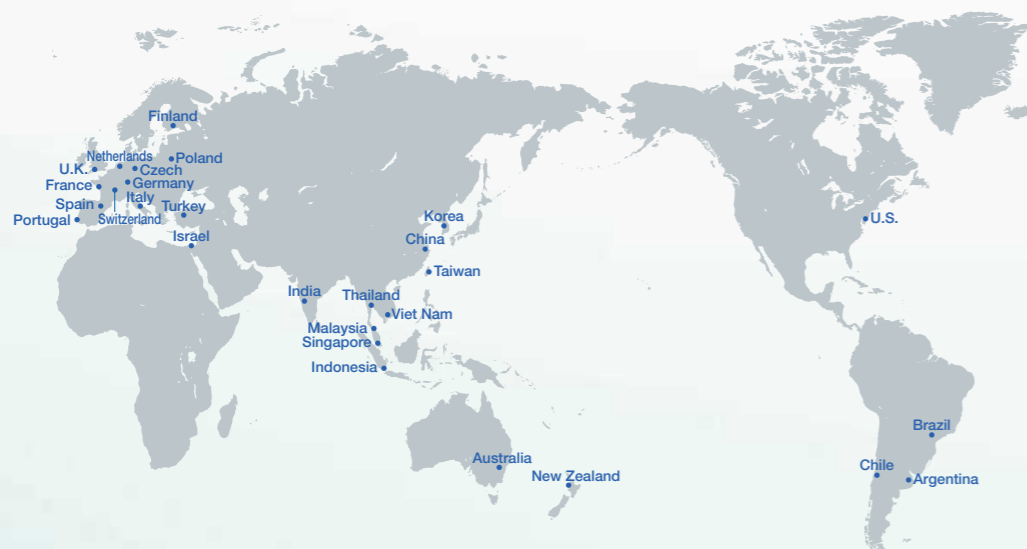 Finland
Netherlands
Poland
U.K.
Czech
France
Germany
Italy
Spain
Turkey
Portugal
Switzerland
Israel
Korea
China
U.S.
Taiwan
India
Thailand
Viet Nam
Malaysia
Singapore
Indonesia
Brazil
Australia
Chile
New Zealand
Argentina